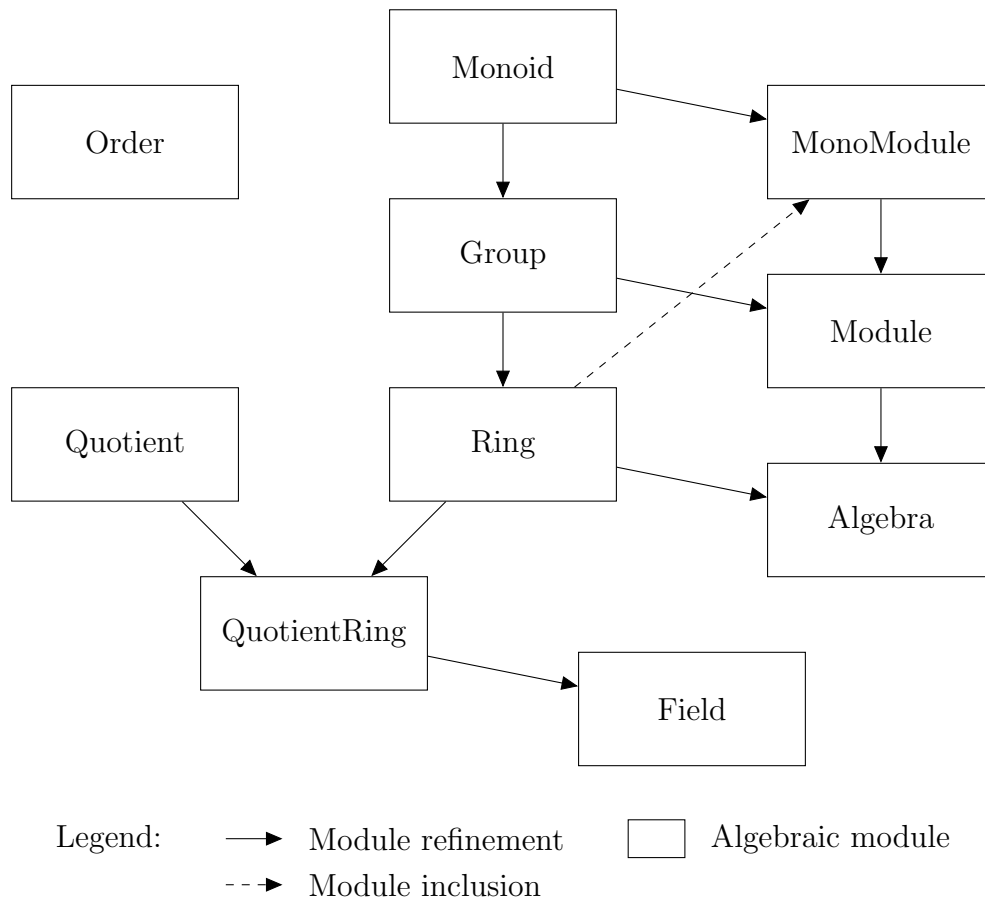 Monoid
Order
MonoModule
Group
Module
Quotient
Ring
Algebra
QuotientRing
Field
Legend:
Module refinement
Algebraic module
Module inclusion